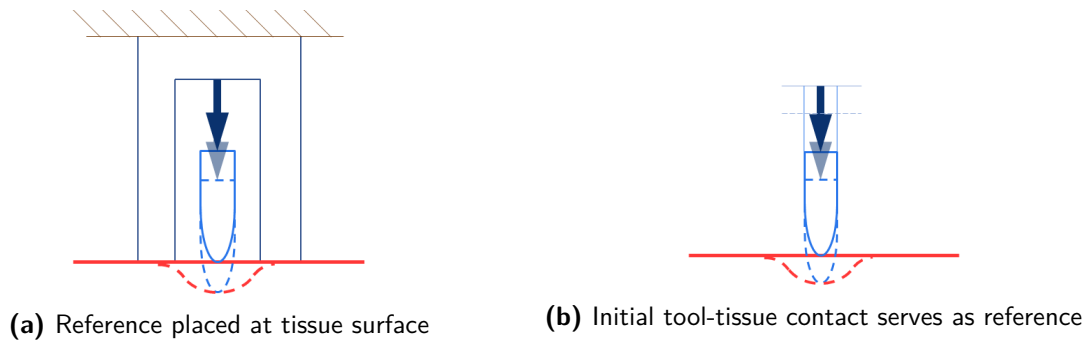 (a) Reference placed at tissue surface
(b) Initial tool-tissue contact serves as reference